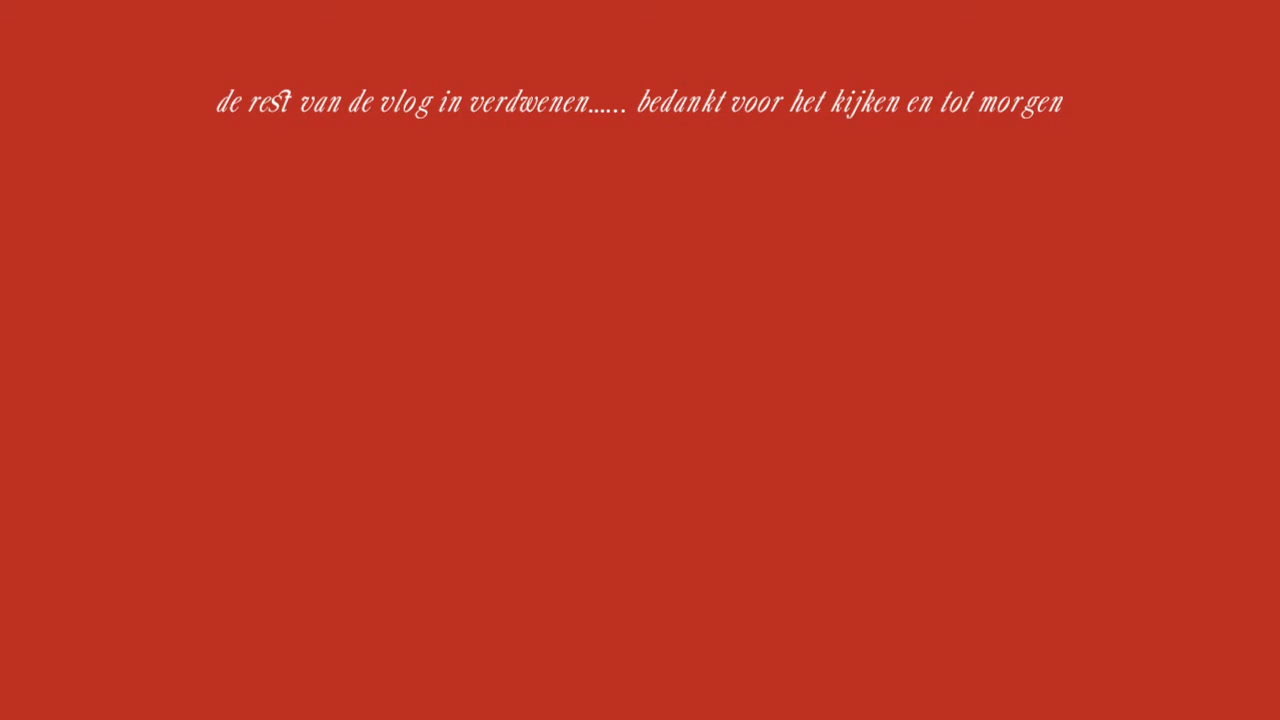 de rest van de vlog in verdwenen...... bedankt voor het kijken en tot morgen